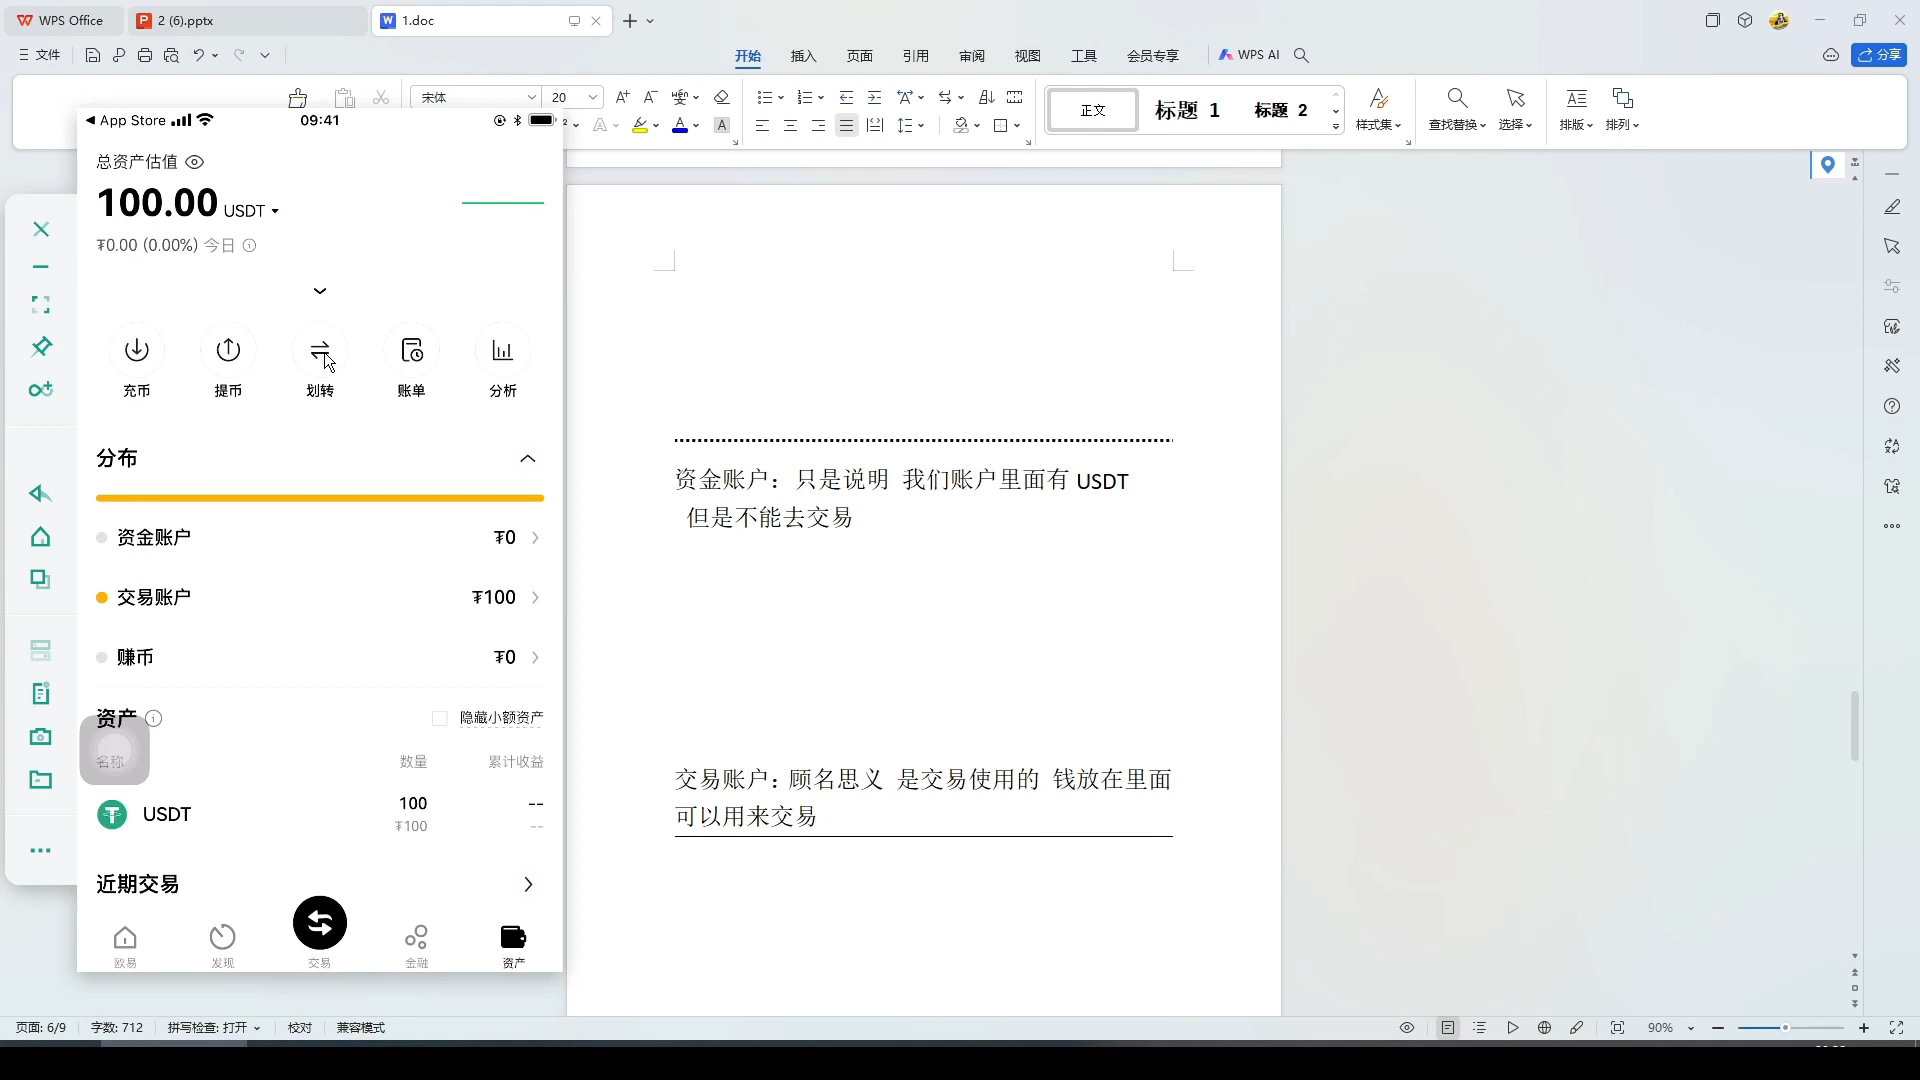 WPS Office
2 (6).pptx
1.doc
文件
开始
插入
页面
引用
审阅
视图
工具
会员专享
WPS AI
分享
宋体
20
正文
标题 1
标题 2
样式集
查找替换
选择
排版
排列
App Store
09:41
总资产估值
100.00 USDT
₮0.00 (0.00%) 今日
充币
提币
划转
账单
分析
分布
资金账户
₮0
交易账户
₮100
赚币
₮0
资产
隐藏小额资产
名称
数量
累计收益
USDT
100
--
₮100
--
近期交易
欧易
发现
交易
金融
资产
资金账户：只是说明 我们账户里面有 USDT
但是不能去交易
交易账户：顾名思义 是交易使用的 钱放在里面
可以用来交易
页面: 6/9
字数: 712
拼写检查: 打开
校对
兼容模式
90%